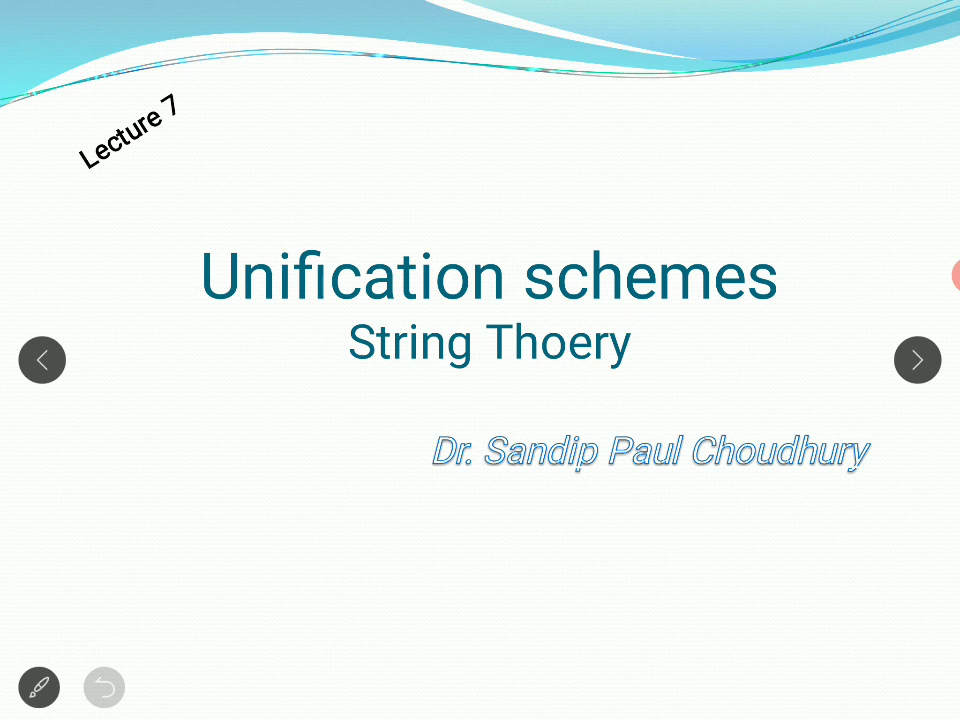 Lecture 7
Unification schemes
String Thoery
Dr. Sandip Paul Choudhury